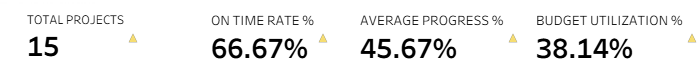 TOTAL PROJECTS ON TIME RATE % AVERAGE PROGRESS % BUDGET UTILIZATION %
15 66.67% 45.67% 38.14%